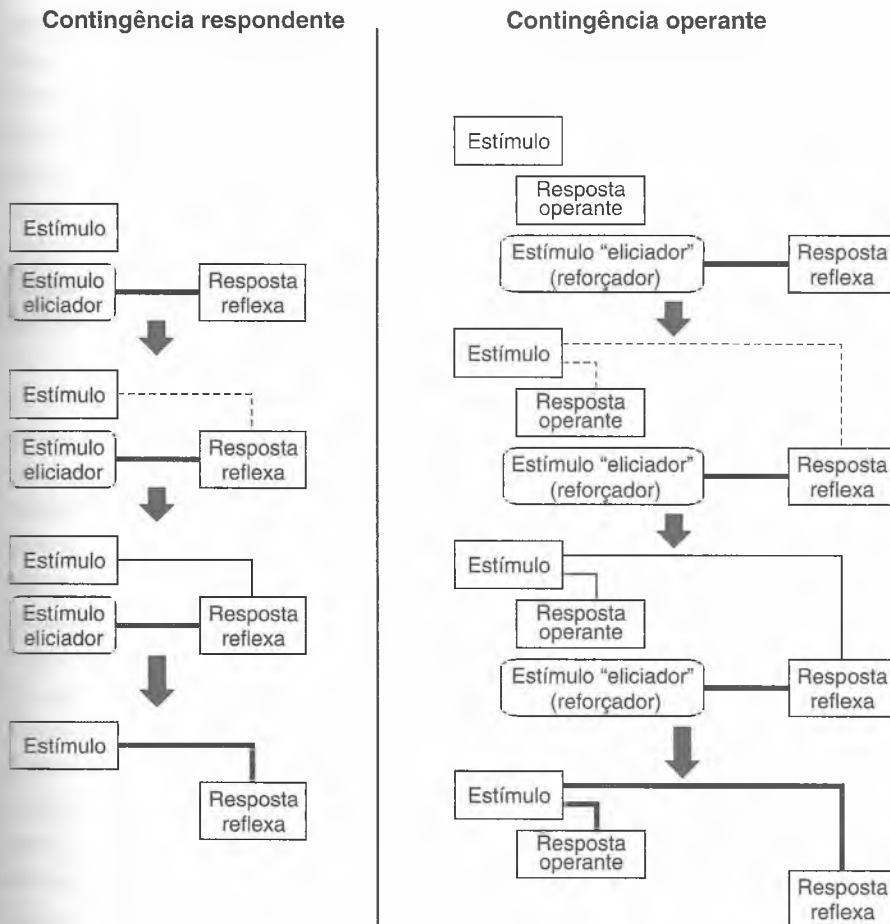 Contingência respondente
Estímulo
Estímulo
eliciador
Resposta
reflexa
Estímulo
Estímulo
eliciador
Resposta
reflexa
Estímulo
Estímulo
eliciador
Resposta
reflexa
Estímulo
Resposta
reflexa
Contingência operante
Estímulo
Resposta
operante
Estímulo "eliciador"
(reforçador)
Resposta
reflexa
Estímulo
Resposta
operante
Estímulo "eliciador"
(reforçador)
Resposta
reflexa
Estímulo
Resposta
operante
Estímulo "eliciador"
(reforçador)
Resposta
reflexa
Estímulo
Resposta
operante
Resposta
reflexa